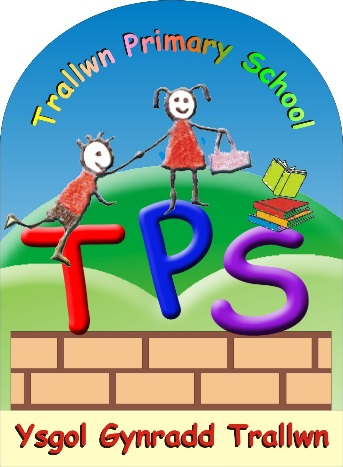 Trallwn Primary School
TPS
Ysgol Gynradd Trallwn